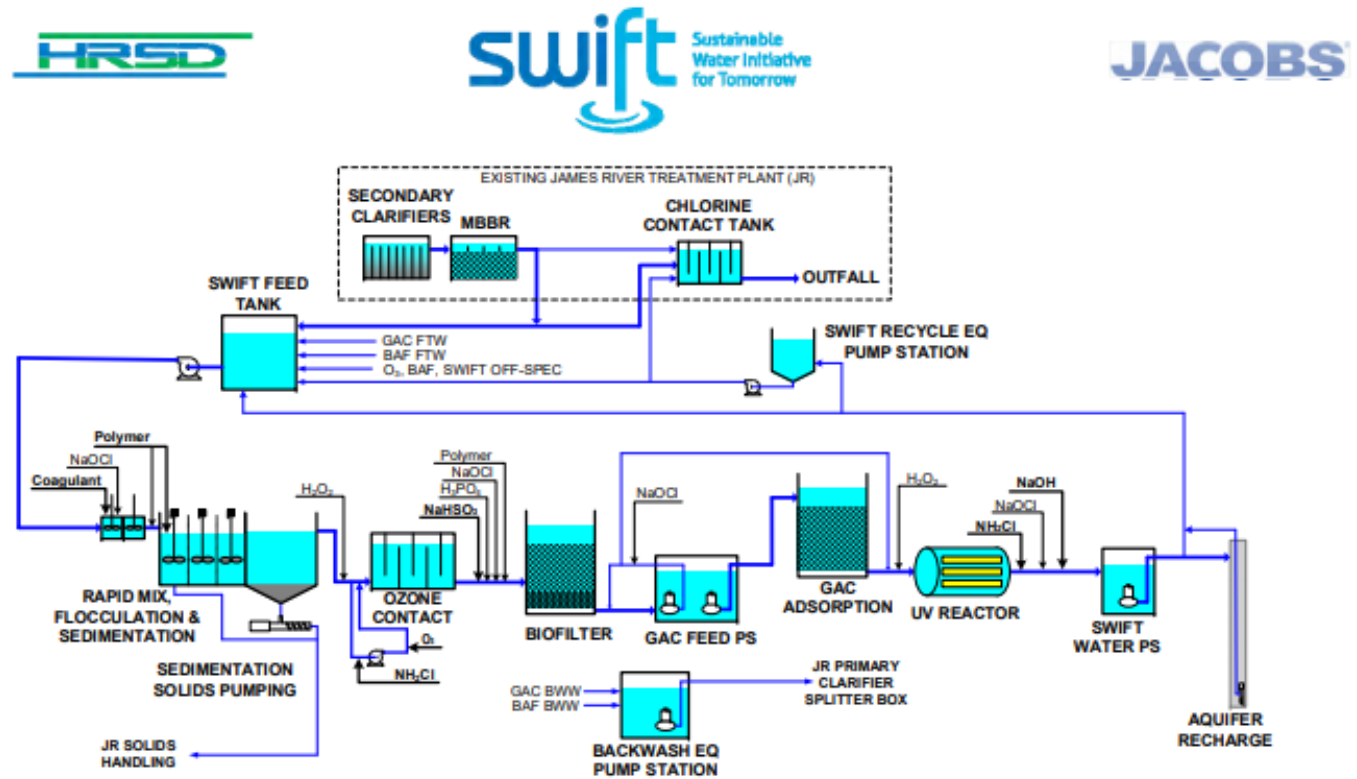 HRSD
swift
Sustainable
Water Initiative
for Tomorrow
JACOBS
EXISTING JAMES RIVER TREATMENT PLANT (JR)
SECONDARY
CLARIFIERS
MBBR
CHLORINE
CONTACT TANK
OUTFALL
SWIFT FEED
TANK
GAC FTW
BAF FTW
O₃, BAF, SWIFT OFF-SPEC
SWIFT RECYCLE EQ
PUMP STATION
Polymer
NaOCl
Coagulant
RAPID MIX,
FLOCCULATION &
SEDIMENTATION
SEDIMENTATION
SOLIDS PUMPING
JR SOLIDS
HANDLING
H₂O₂
OZONE
CONTACT
O₃
NH₂Cl
Polymer
NaOCl
H₃PO₄
NaHSO₃
BIOFILTER
NaOCl
GAC FEED PS
GAC
ADSORPTION
H₂O₂
UV REACTOR
NaOH
NaOCl
NH₂Cl
SWIFT
WATER PS
AQUIFER
RECHARGE
GAC BWW
BAF BWW
BACKWASH EQ
PUMP STATION
JR PRIMARY
CLARIFIER
SPLITTER BOX